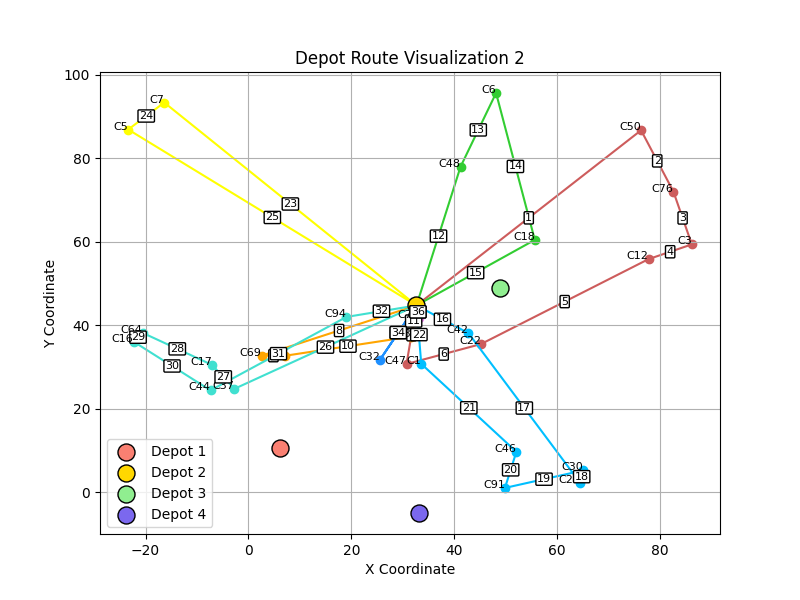 Depot Route Visualization 2
100
80
60
40
20
0
−20
0
20
40
60
80
X Coordinate
Y Coordinate
C7
C5
24
23
25
C6
13
C48
14
12
C18
15
C50
2
C76
3
C3
4
C12
1
5
C94
32
36
11
16
C42
C22
22
34
8
10
26
C32
C47
C1
6
C69
31
C64
C16
29
28
C17
30
27
C44
21
17
C46
20
C91
19
C30
18
Depot 1
Depot 2
Depot 3
Depot 4